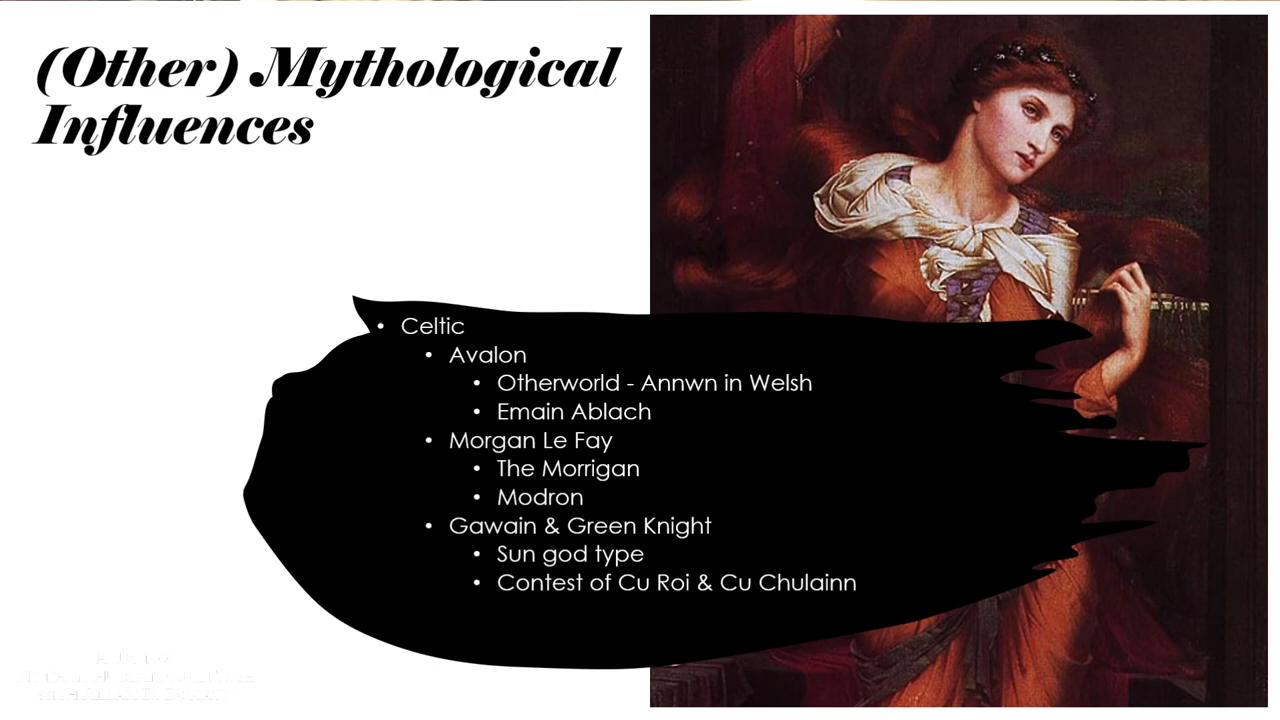 (Other) Mythological
Influences
• Celtic
• Avalon
• Otherworld - Annwn in Welsh
• Emain Ablach
• Morgan Le Fay
• The Morrigan
• Modron
• Gawain & Green Knight
• Sun god type
• Contest of Cu Roi & Cu Chulainn